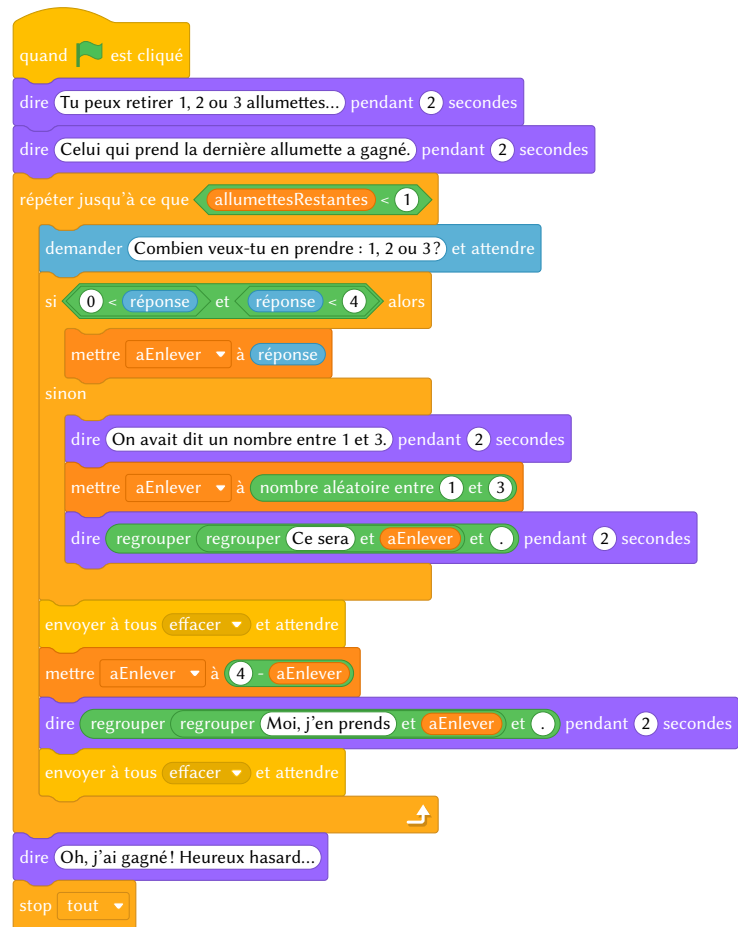 quand est cliqué
dire Tu peux retirer 1, 2 ou 3 allumettes... pendant 2 secondes
dire Celui qui prend la dernière allumette a gagné. pendant 2 secondes
répéter jusqu'à ce que allumettesRestantes < 1
demander Combien veux-tu en prendre : 1, 2 ou 3? et attendre
si 0 < réponse et réponse < 4 alors
mettre aEnlever à réponse
sinon
dire On avait dit un nombre entre 1 et 3. pendant 2 secondes
mettre aEnlever à nombre aléatoire entre 1 et 3
dire regrouper regrouper Ce sera et aEnlever et . pendant 2 secondes
envoyer à tous effacer et attendre
mettre aEnlever à 4 - aEnlever
dire regrouper regrouper Moi, j'en prends et aEnlever et . pendant 2 secondes
envoyer à tous effacer et attendre
dire Oh, j'ai gagné! Heureux hasard...
stop tout